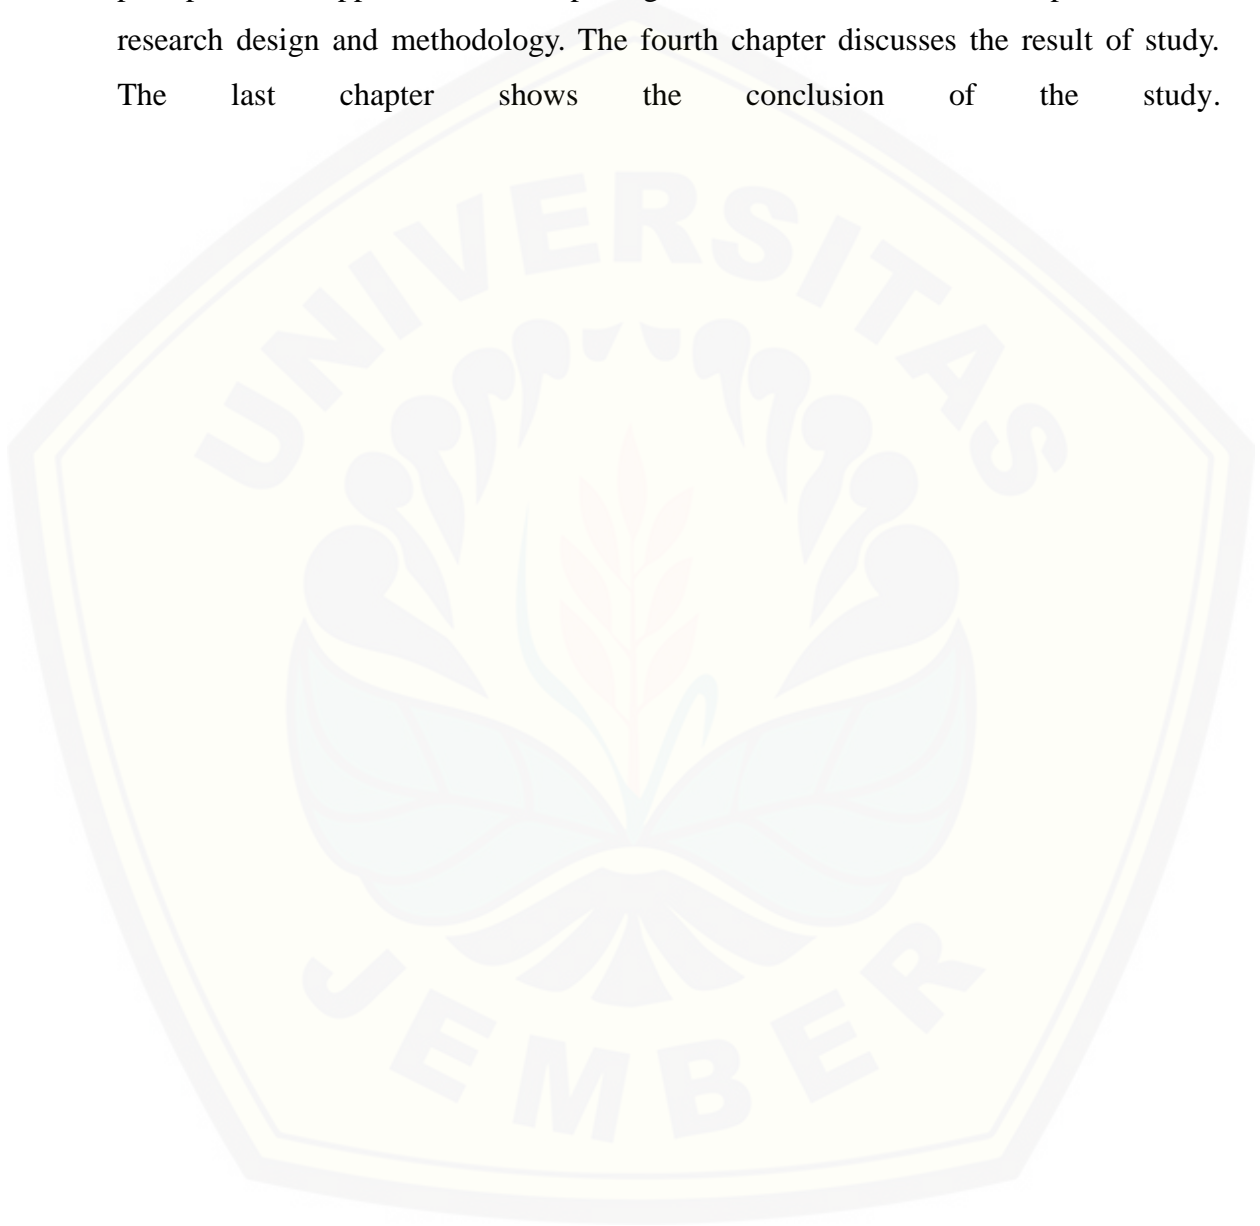 research design and methodology. The fourth chapter discusses the result of study.
The last chapter shows the conclusion of the study.
UNIVERSITAS
JEMBER